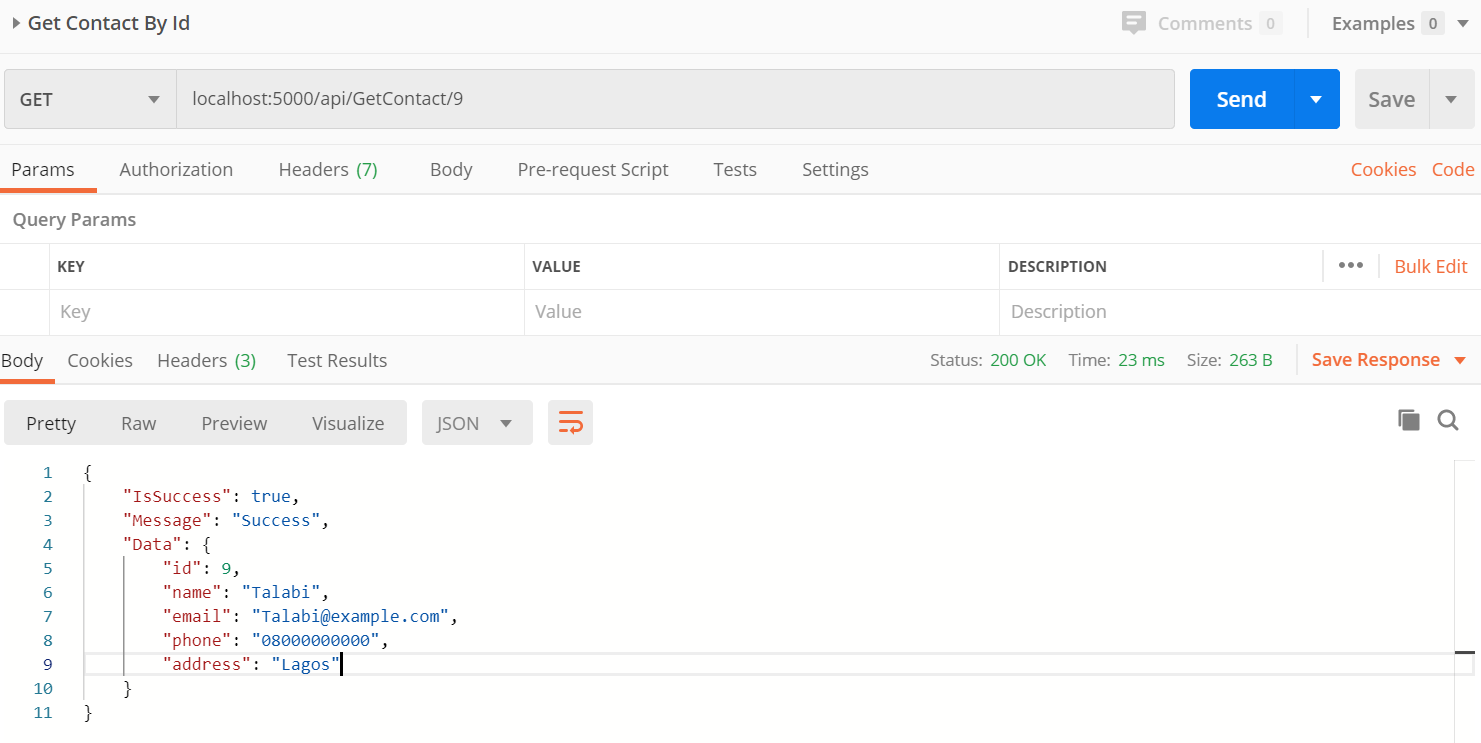 Get Contact By Id Comments 0 Examples 0
GET localhost:5000/api/GetContact/9 Send Save
Params Authorization Headers (7) Body Pre-request Script Tests Settings Cookies Code
Query Params
KEY VALUE DESCRIPTION ••• Bulk Edit
Key Value Description
Body Cookies Headers (3) Test Results Status: 200 OK Time: 23 ms Size: 263 B Save Response
Pretty Raw Preview Visualize JSON
1 {
2 "IsSuccess": true,
3 "Message": "Success",
4 "Data": {
5 "id": 9,
6 "name": "Talabi",
7 "email": "Talabi@example.com",
8 "phone": "08000000000",
9 "address": "Lagos"
10 }
11 }